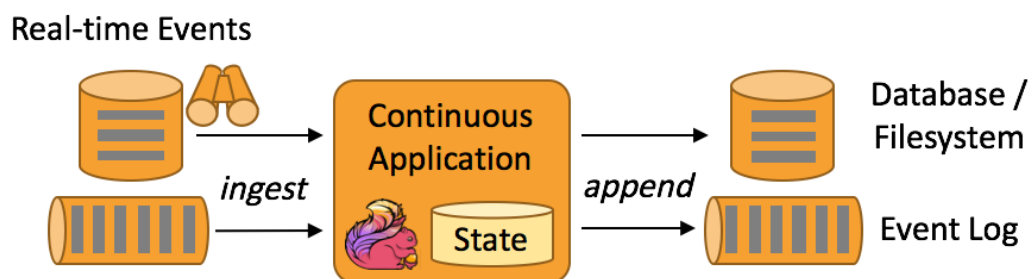 Real-time Events
Continuous
Application
State
ingest
append
Database /
Filesystem
Event Log